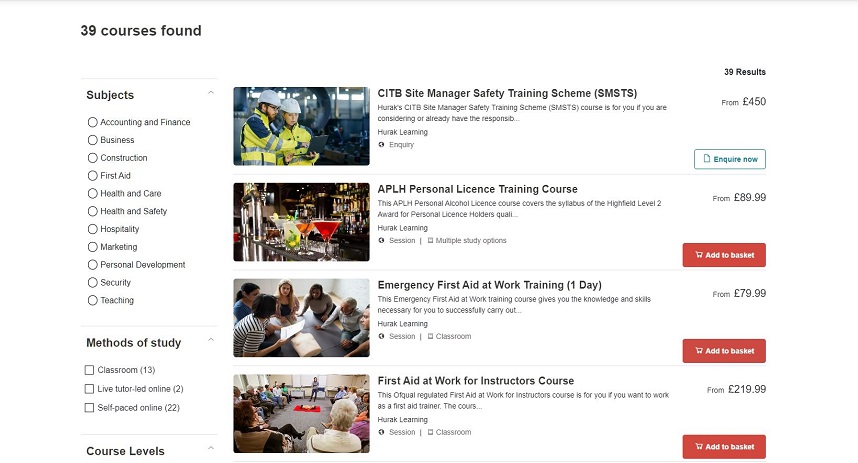 39 courses found
39 Results
Subjects
Accounting and Finance
Business
Construction
First Aid
Health and Care
Health and Safety
Hospitality
Marketing
Personal Development
Security
Teaching
Methods of study
Classroom (13)
Live tutor-led online (2)
Self-paced online (22)
Course Levels
CITB Site Manager Safety Training Scheme (SMSTS)
Hurak's CITB Site Manager Safety Training Scheme (SMSTS) course is for you if you are
considering or already have the responsib...
Hurak Learning
Enquiry
From £450
Enquire now
APLH Personal Licence Training Course
This APLH Personal Alcohol Licence course covers the syllabus of the Highfield Level 2
Award for Personal Licence Holders quali...
Hurak Learning
Session | Multiple study options
From £89.99
Add to basket
Emergency First Aid at Work Training (1 Day)
This Emergency First Aid at Work training course gives you the knowledge and skills
necessary for you to successfully carry out...
Hurak Learning
Session | Classroom
From £79.99
Add to basket
First Aid at Work for Instructors Course
This Ofqual regulated First Aid at Work for Instructors course is for you if you want to work
as a first aid trainer. The cours...
Hurak Learning
Session | Classroom
From £219.99
Add to basket